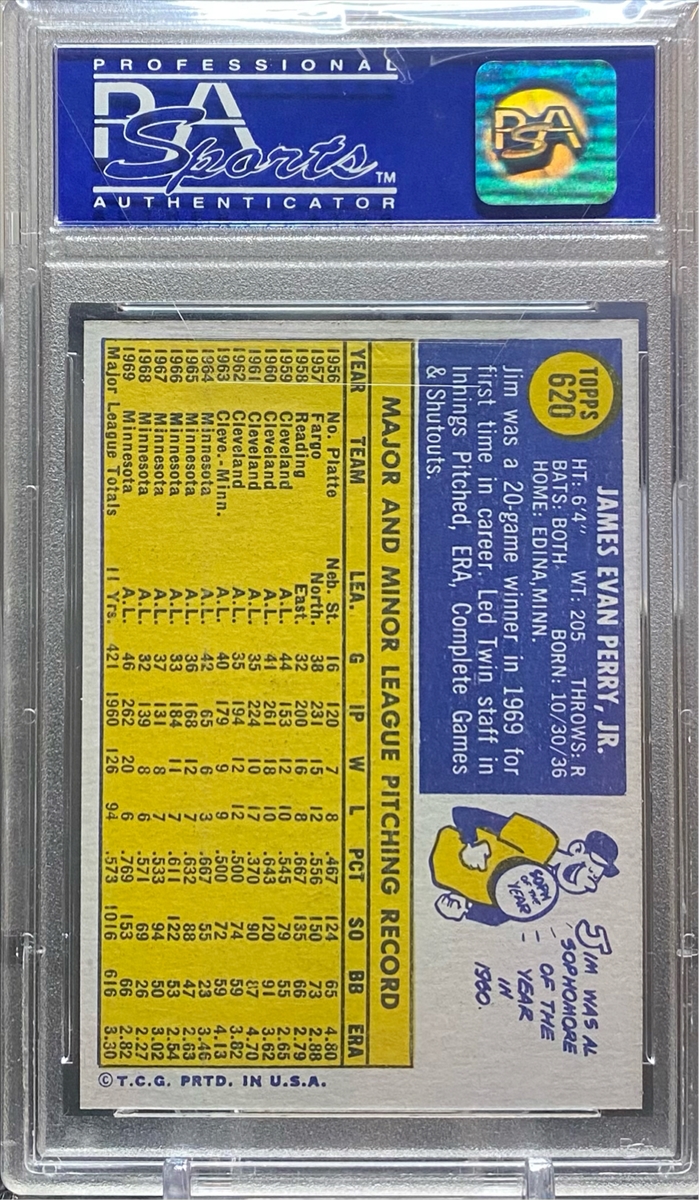 PROFESSIONAL
PSA
Sports™
AUTHENTICATOR
PSA
TOPPS
620
JAMES EVAN PERRY, JR.
HT: 6'4" WT: 205 THROWS: R
BATS: BOTH BORN: 10/30/36
HOME: EDINA, MINN.
Jim was a 20-game winner in 1969 for
first time in career. Led Twin staff in
Innings Pitched, ERA, Complete Games
& Shutouts.
SOPH
OF THE
YEAR
JIM WAS AL
SOPHOMORE
OF THE
YEAR
IN
1960.
MAJOR AND MINOR LEAGUE PITCHING RECORD
YEAR TEAM LEA. G IP W L PCT SO BB ERA
1956 No. Platte Neb. St. 16 120 7 8 .467 124 65 4.80
1957 Fargo North. 38 231 15 12 .556 150 73 2.88
1958 Reading East. 32 200 16 8 .667 135 66 2.79
1959 Cleveland A.L. 44 153 12 10 .545 79 55 2.65
1960 Cleveland A.L. 41 261 18 10 .643 120 91 3.62
1961 Cleveland A.L. 35 224 10 17 .370 90 87 4.70
1962 Cleveland A.L. 35 194 12 12 .500 74 59 3.82
1963 Cleve.-Minn. A.L. 40 179 9 9 .500 72 59 4.13
1964 Minnesota A.L. 42 65 6 3 .667 55 23 3.46
1965 Minnesota A.L. 36 168 12 7 .632 88 47 2.63
1966 Minnesota A.L. 33 184 11 7 .611 122 53 2.54
1967 Minnesota A.L. 37 131 8 7 .533 94 50 3.02
1968 Minnesota A.L. 32 139 8 6 .571 69 26 2.27
1969 Minnesota A.L. 46 262 20 6 .769 153 66 2.82
Major League Totals 11 Yrs. 421 1960 126 94 .573 1016 616 3.30
© T.C.G. PRTD. IN U.S.A.